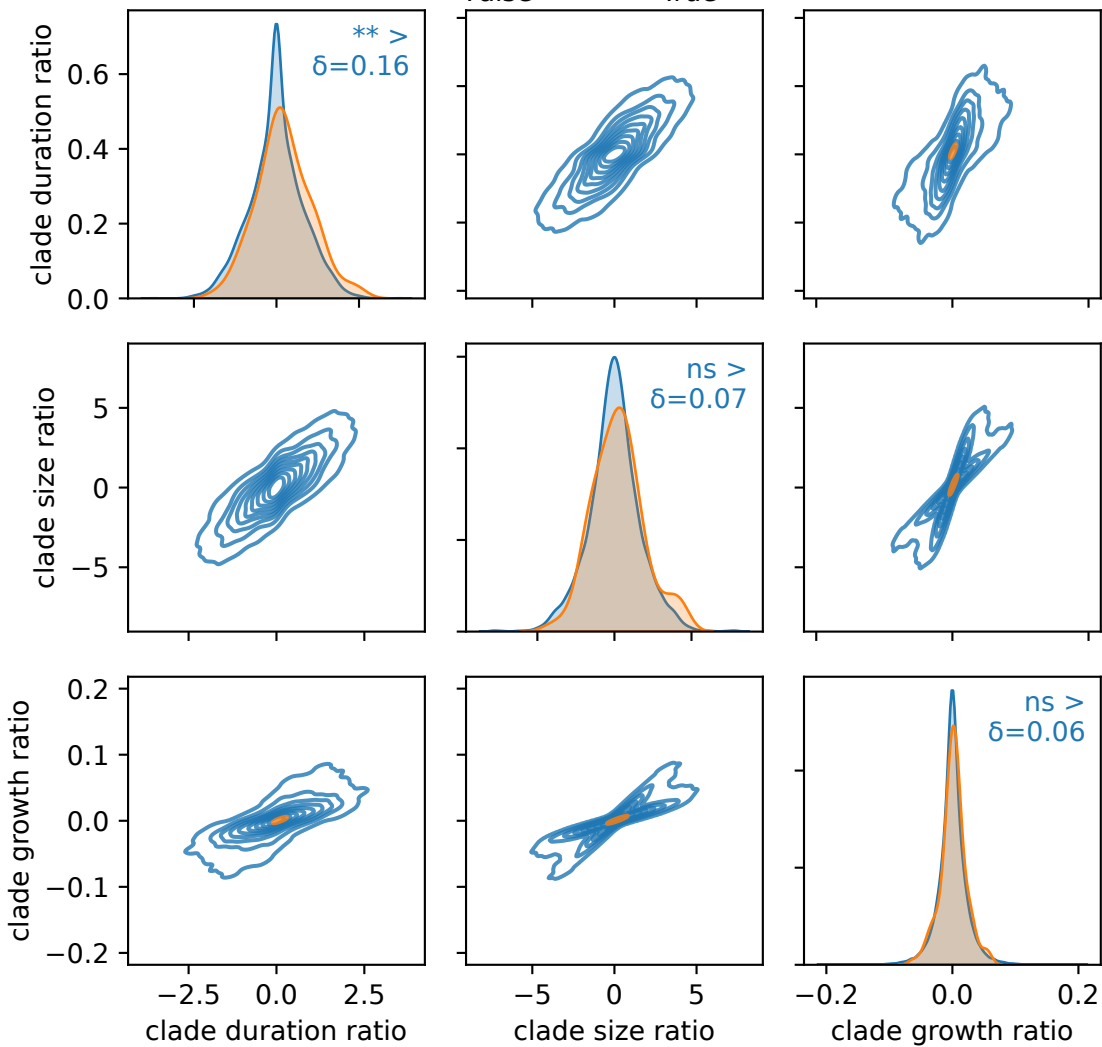 clade duration ratio
0.6
0.4
0.2
0.0
** >
δ=0.16
clade size ratio
5
0
−5
ns >
δ=0.07
clade growth ratio
0.2
0.1
0.0
−0.1
−0.2
ns >
δ=0.06
−2.5 0.0 2.5
−5 0 5
−0.2 0.0 0.2
clade duration ratio
clade size ratio
clade growth ratio